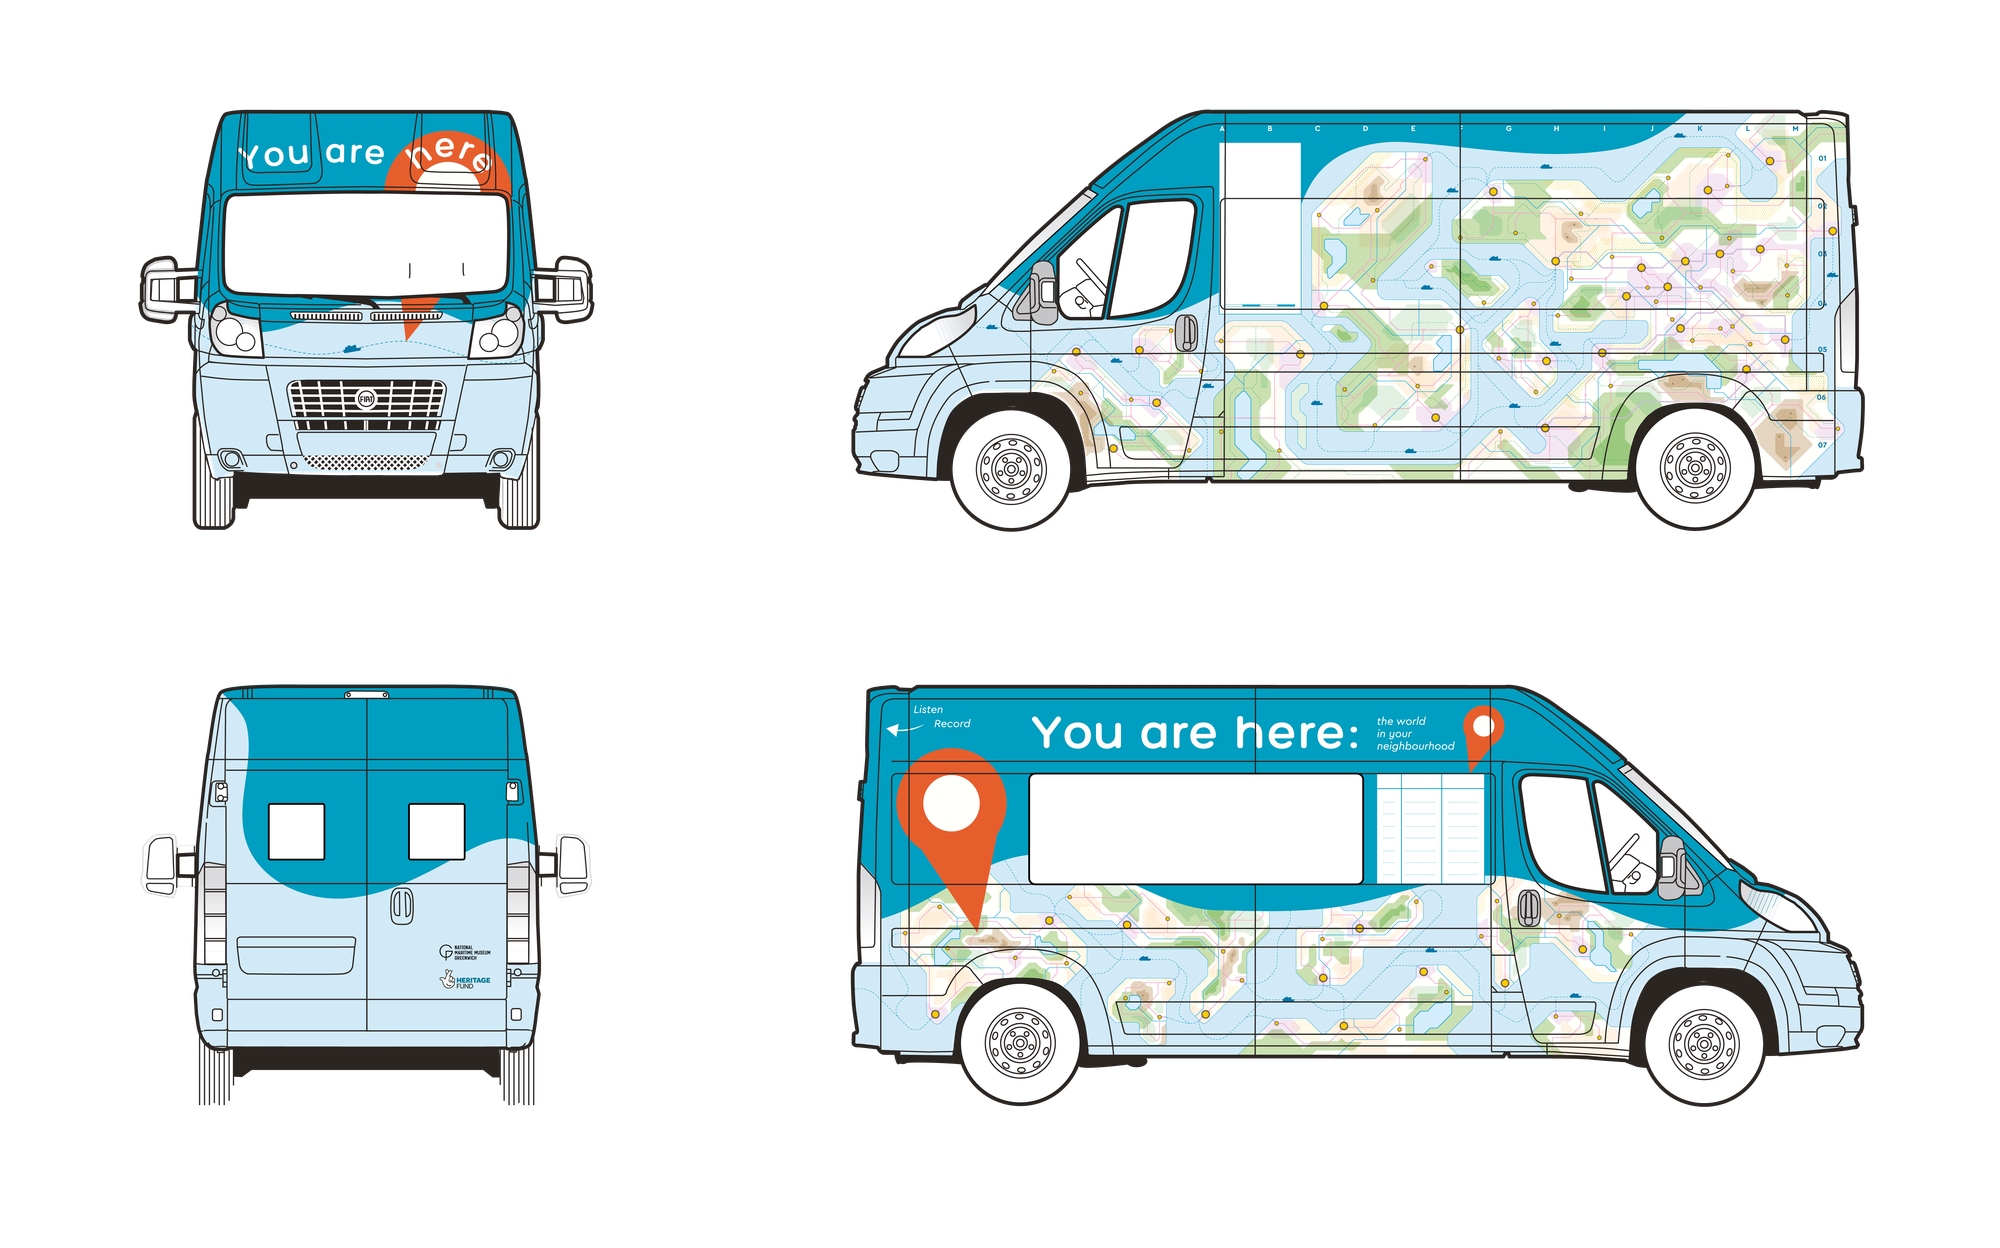 You are here
FIAT
A B C D E F G H I J K L M
01
02
03
04
05
06
07
NATIONAL
MARITIME MUSEUM
GREENWICH
HERITAGE
FUND
Listen
Record
You are here:
the world
in your
neighbourhood